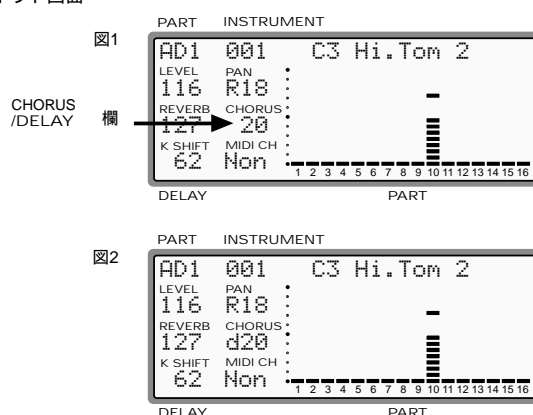 図1
PART INSTRUMENT
AD1 001 C3 Hi.Tom 2
LEVEL PAN
116 R18
REVERB CHORUS
127 20
K SHIFT MIDI CH
62 Non
1 2 3 4 5 6 7 8 9 10 11 12 13 14 15 16
DELAY PART
CHORUS
/DELAY 欄
図2
PART INSTRUMENT
AD1 001 C3 Hi.Tom 2
LEVEL PAN
116 R18
REVERB CHORUS
127 d20
K SHIFT MIDI CH
62 Non
1 2 3 4 5 6 7 8 9 10 11 12 13 14 15 16
DELAY PART